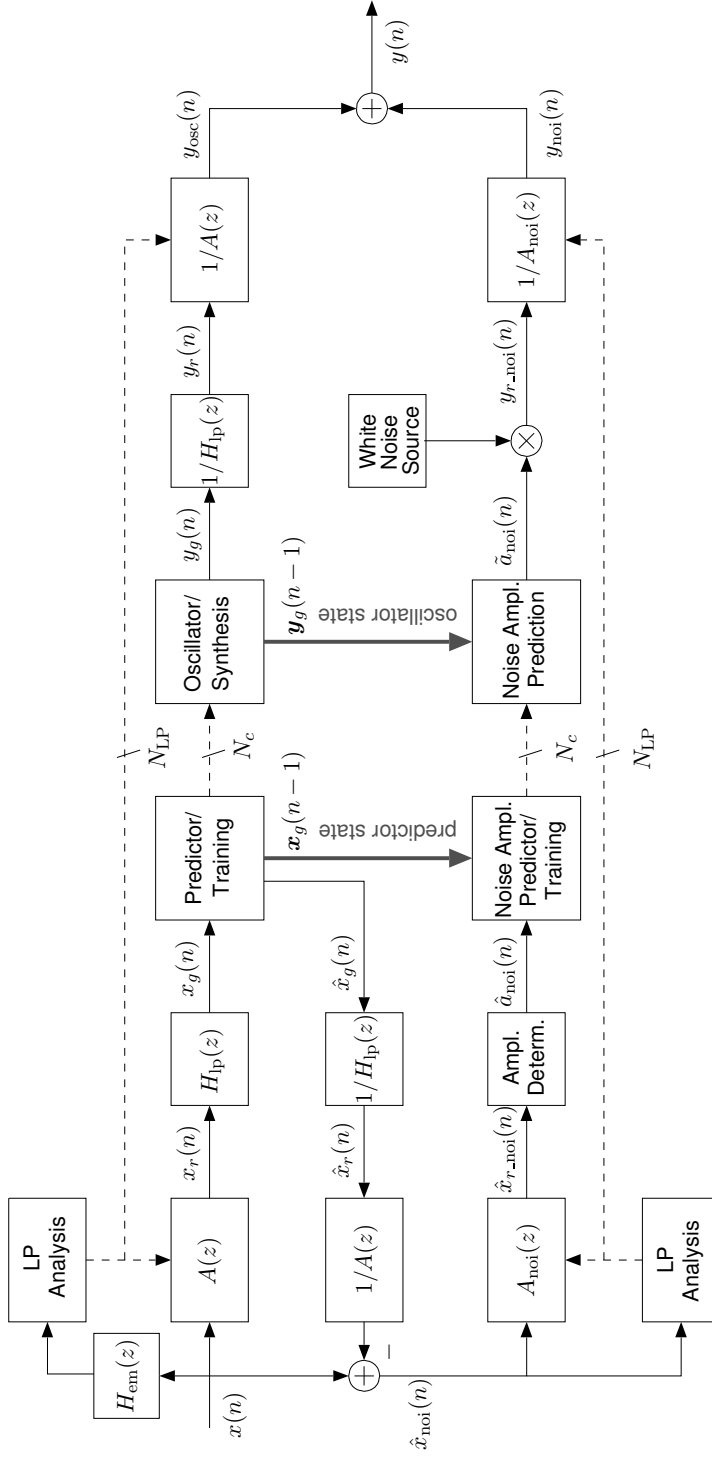 LP
Analysis
N_LP
H_em(z)
x(n)
A(z)
x_r(n)
H_lp(z)
x_g(n)
Predictor/
Training
N_c
Oscillator/
Synthesis
y_g(n)
1/H_lp(z)
y_r(n)
1/A(z)
y_osc(n)
+
y(n)
x_g(n − 1)
predictor state
y_g(n − 1)
oscillator state
White
Noise
Source
+
−
1/A(z)
x̂_r(n)
1/H_lp(z)
x̂_g(n)
x̂_noi(n)
A_noi(z)
x̂_r_noi(n)
Ampl.
Determ.
â_noi(n)
Noise Ampl.
Predictor/
Training
N_c
Noise Ampl.
Prediction
ã_noi(n)
×
y_r_noi(n)
1/A_noi(z)
y_noi(n)
LP
Analysis
N_LP